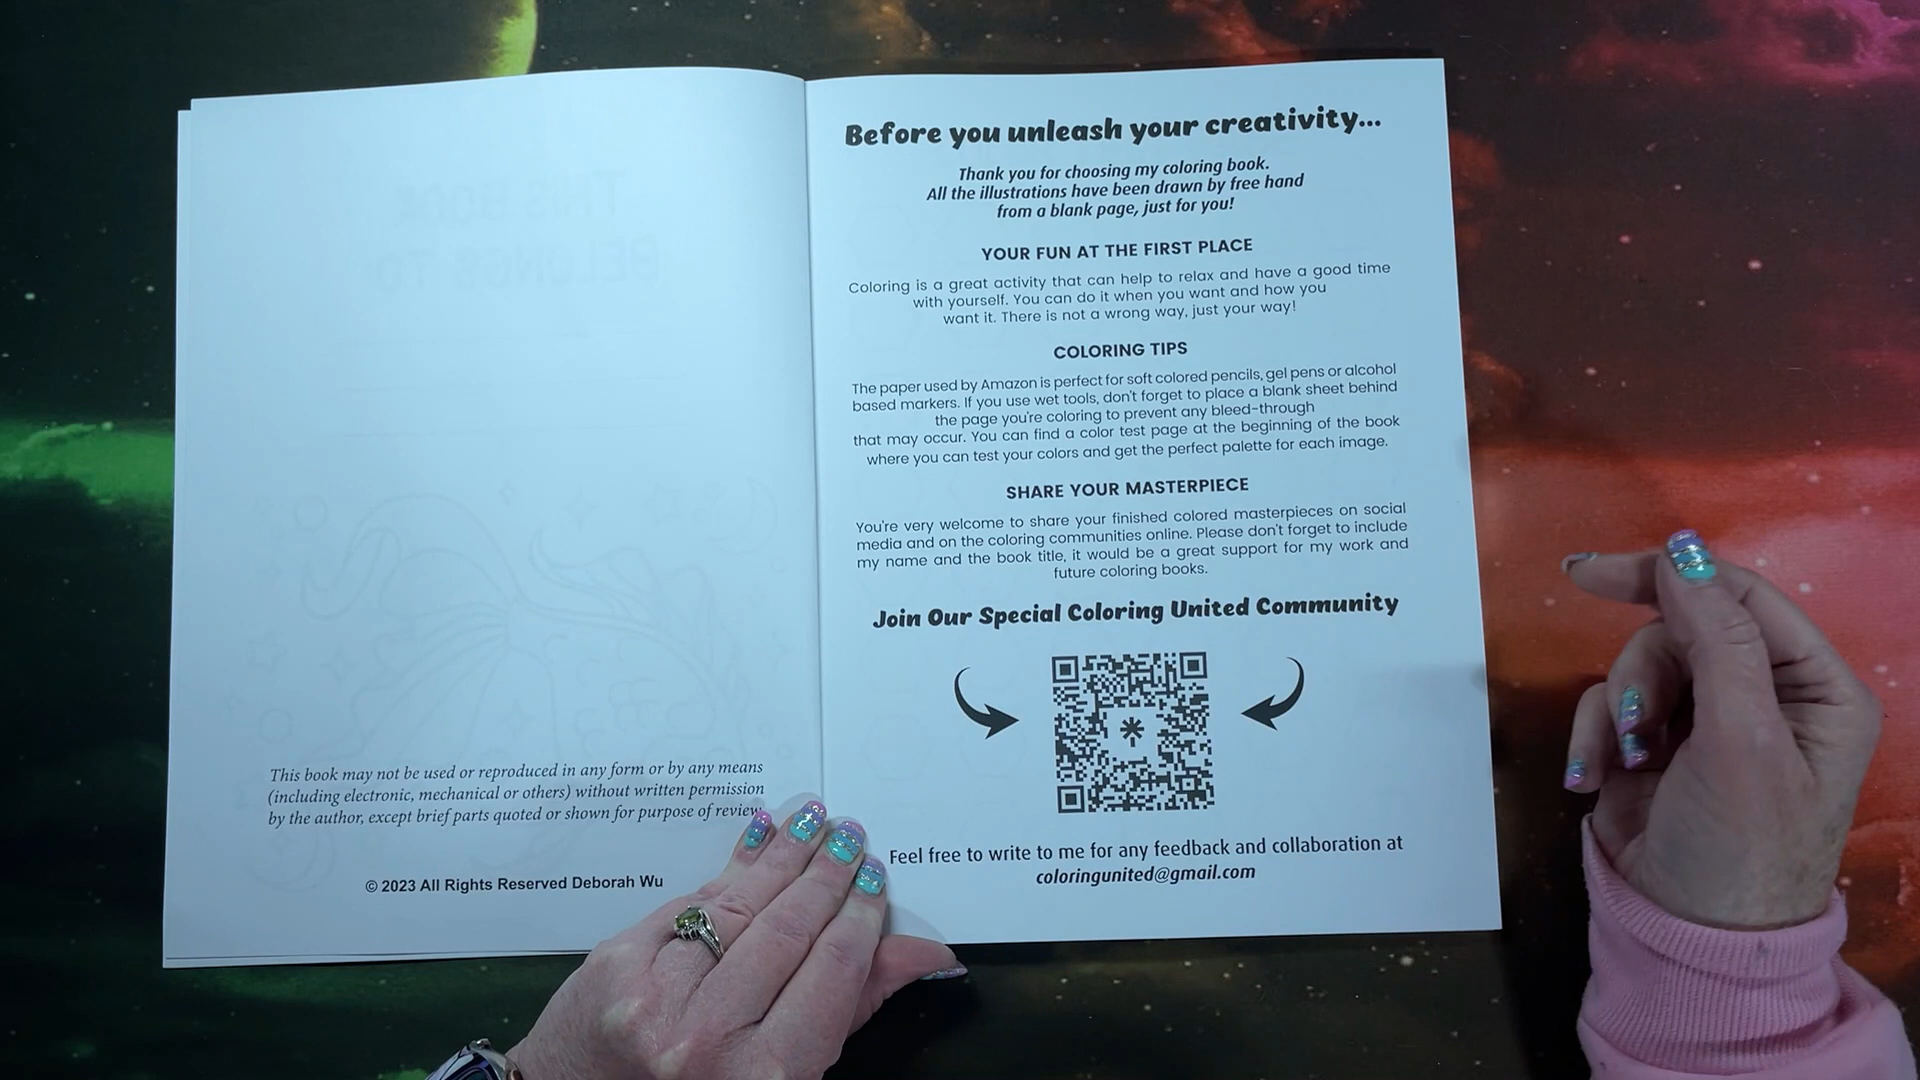 This book may not be used or reproduced in any form or by any means
(including electronic, mechanical or others) without written permission
by the author, except brief parts quoted or shown for purpose of review.
© 2023 All Rights Reserved Deborah Wu
Before you unleash your creativity...
Thank you for choosing my coloring book.
All the illustrations have been drawn by free hand
from a blank page, just for you!
YOUR FUN AT THE FIRST PLACE
Coloring is a great activity that can help to relax and have a good time
with yourself. You can do it when you want and how you
want it. There is not a wrong way, just your way!
COLORING TIPS
The paper used by Amazon is perfect for soft colored pencils, gel pens or alcohol
based markers. If you use wet tools, don't forget to place a blank sheet behind
the page you're coloring to prevent any bleed-through
that may occur. You can find a color test page at the beginning of the book
where you can test your colors and get the perfect palette for each image.
SHARE YOUR MASTERPIECE
You're very welcome to share your finished colored masterpieces on social
media and on the coloring communities online. Please don't forget to include
my name and the book title, it would be a great support for my work and
future coloring books.
Join Our Special Coloring United Community
Feel free to write to me for any feedback and collaboration at
coloringunited@gmail.com
THIS BOOK
BELONGS TO